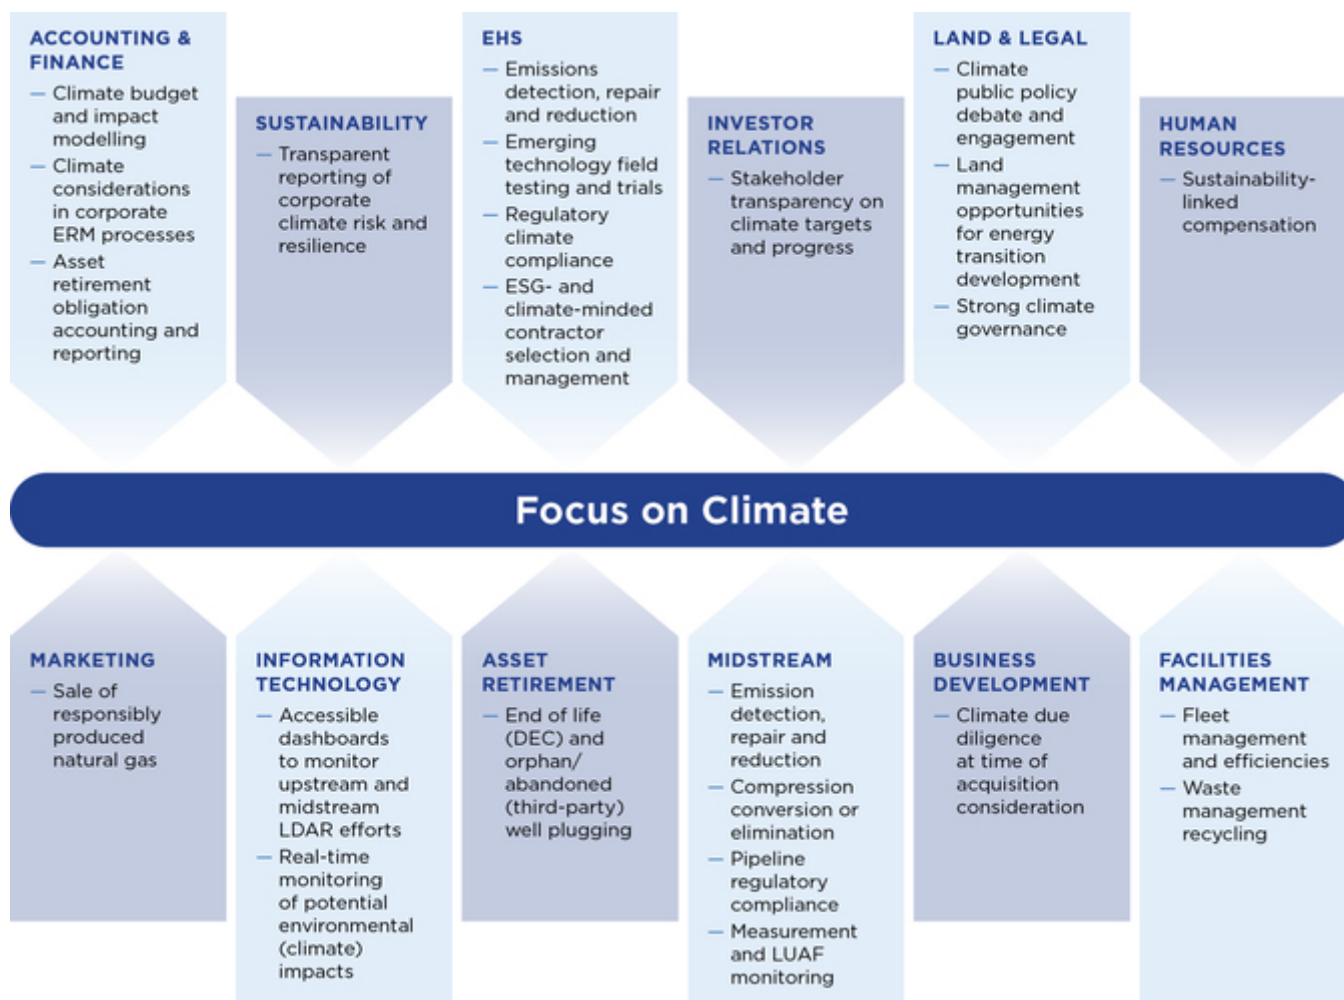 ACCOUNTING &
FINANCE
— Climate budget
and impact
modelling
— Climate
considerations
in corporate
ERM processes
— Asset
retirement
obligation
accounting and
reporting
SUSTAINABILITY
— Transparent
reporting of
corporate
climate risk and
resilience
EHS
— Emissions
detection, repair
and reduction
— Emerging
technology field
testing and trials
— Regulatory
climate
compliance
— ESG- and
climate-minded
contractor
selection and
management
INVESTOR
RELATIONS
— Stakeholder
transparency on
climate targets
and progress
LAND & LEGAL
— Climate
public policy
debate and
engagement
— Land
management
opportunities
for energy
transition
development
— Strong climate
governance
HUMAN
RESOURCES
— Sustainability-
linked
compensation
Focus on Climate
MARKETING
— Sale of
responsibly
produced
natural gas
INFORMATION
TECHNOLOGY
— Accessible
dashboards
to monitor
upstream and
midstream
LDAR efforts
— Real-time
monitoring
of potential
environmental
(climate)
impacts
ASSET
RETIREMENT
— End of life
(DEC) and
orphan/
abandoned
(third-party)
well plugging
MIDSTREAM
— Emission
detection,
repair and
reduction
— Compression
conversion or
elimination
— Pipeline
regulatory
compliance
— Measurement
and LUAF
monitoring
BUSINESS
DEVELOPMENT
— Climate due
diligence
at time of
acquisition
consideration
FACILITIES
MANAGEMENT
— Fleet
management
and efficiencies
— Waste
management
recycling